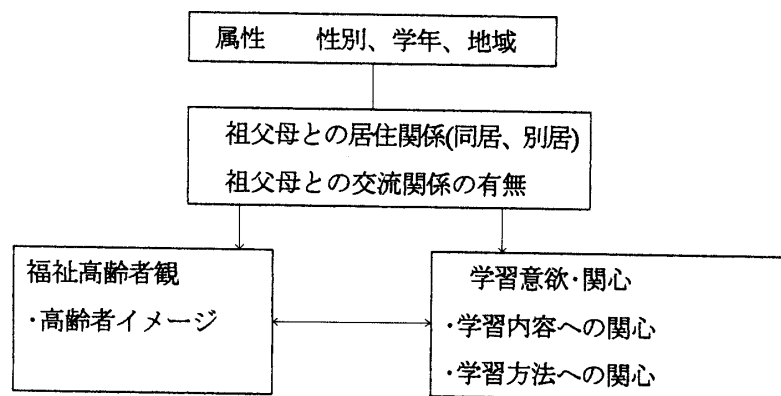 属性　　性別、学年、地域
祖父母との居住関係(同居、別居)
祖父母との交流関係の有無
福祉高齢者観
・高齢者イメージ
学習意欲・関心
・学習内容への関心
・学習方法への関心